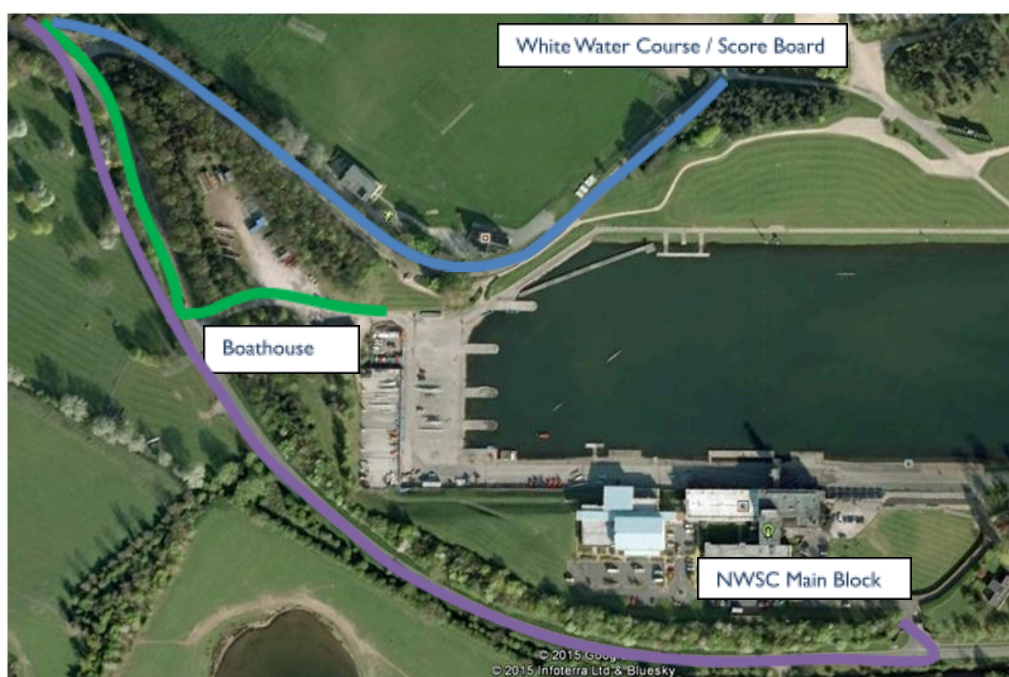 White Water Course / Score Board
Boathouse
NWSC Main Block
© 2015 Google
© 2015 Infoterra Ltd & Bluesky